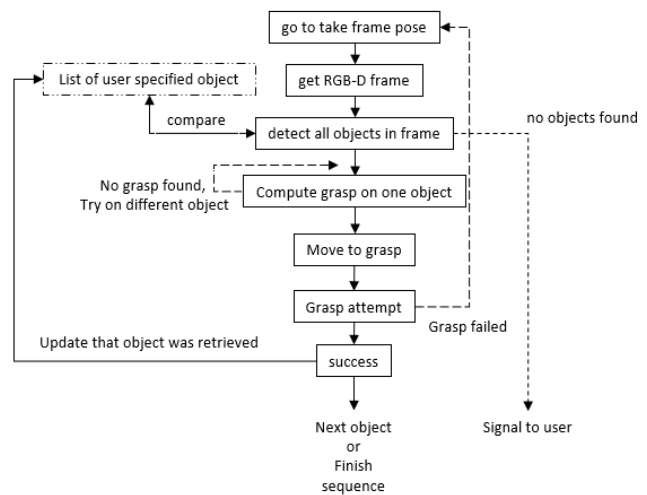 go to take frame pose
List of user specified object
get RGB-D frame
compare
detect all objects in frame
no objects found
No grasp found,
Try on different object
Compute grasp on one object
Move to grasp
Grasp attempt
Grasp failed
Update that object was retrieved
success
Next object
or
Finish
sequence
Signal to user